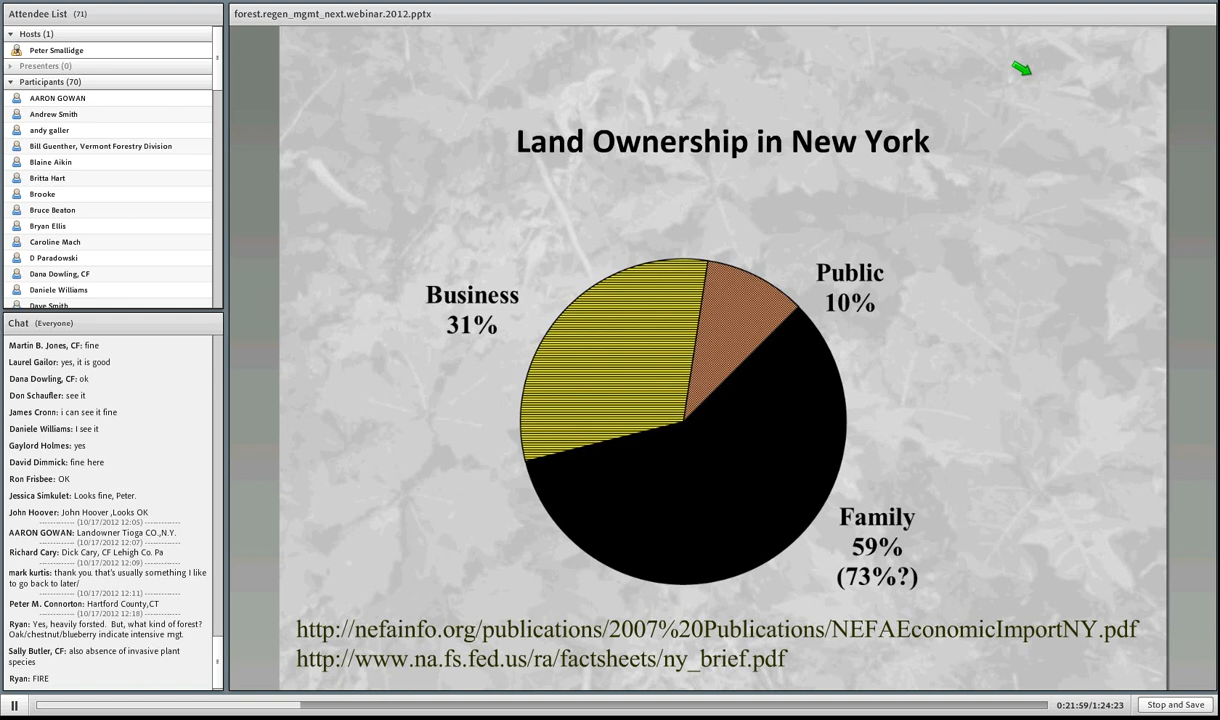 Attendee List (71)
Hosts (1)
Peter Smallidge
Presenters (0)
Participants (70)
AARON GOWAN
Andrew Smith
andy galler
Bill Guenther, Vermont Forestry Division
Blaine Aikin
Britta Hart
Brooke
Bruce Beaton
Bryan Ellis
Caroline Mach
D Paradowski
Dana Dowling, CF
Daniele Williams
Dave Smith
Chat (Everyone)
Martin B. Jones, CF: fine
Laurel Gailor: yes, it is good
Dana Dowling, CF: ok
Don Schaufler: see it
James Cronn: i can see it fine
Daniele Williams: I see it
Gaylord Holmes: yes
David Dimmick: fine here
Ron Frisbee: OK
Jessica Simkulet: Looks fine, Peter.
John Hoover: John Hoover ,Looks OK
------------ (10/17/2012 12:05) ------------
AARON GOWAN: Landowner Tioga CO.,N.Y.
------------ (10/17/2012 12:07) ------------
Richard Cary: Dick Cary, CF Lehigh Co. Pa
------------ (10/17/2012 12:09) ------------
mark kurtis: thank you. that's usually something I like
to go back to later/
------------ (10/17/2012 12:11) ------------
Peter M. Connorton: Hartford County,CT
------------ (10/17/2012 12:18) ------------
Ryan: Yes, heavily forsted. But, what kind of forest?
Oak/chestnut/blueberry indicate intensive mgt.
Sally Butler, CF: also absence of invasive plant
species
Ryan: FIRE
forest.regen_mgmt_next.webinar.2012.pptx
Land Ownership in New York
Business
31%
Public
10%
Family
59%
(73%?)
http://nefainfo.org/publications/2007%20Publications/NEFAEconomicImportNY.pdf
http://www.na.fs.fed.us/ra/factsheets/ny_brief.pdf
0:21:59/1:24:23
Stop and Save